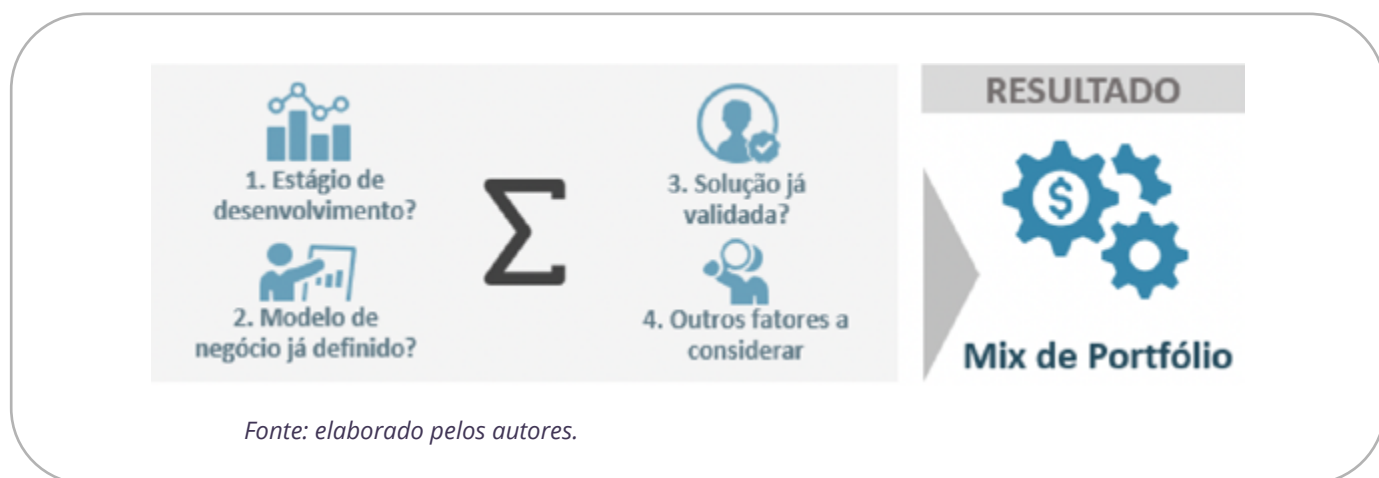 1. Estágio de
desenvolvimento?
2. Modelo de
negócio já definido?
Σ
3. Solução já
validada?
4. Outros fatores a
considerar
RESULTADO
$
Mix de Portfólio
Fonte: elaborado pelos autores.